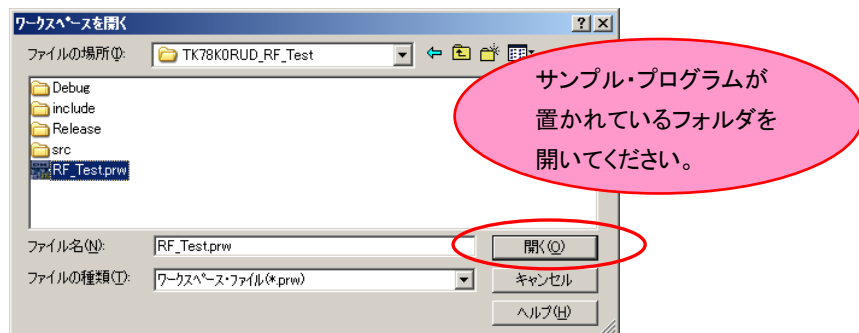 ワークスペースを開く
ファイルの場所(I):
TK78K0RUD_RF_Test
サンプル・プログラムが
置かれているフォルダを
開いてください。
Debug
include
Release
src
RF_Test.prw
ファイル名(N):
RF_Test.prw
開く(O)
ファイルの種類(T):
ワークスペース・ファイル(*.prw)
キャンセル
ヘルプ(H)